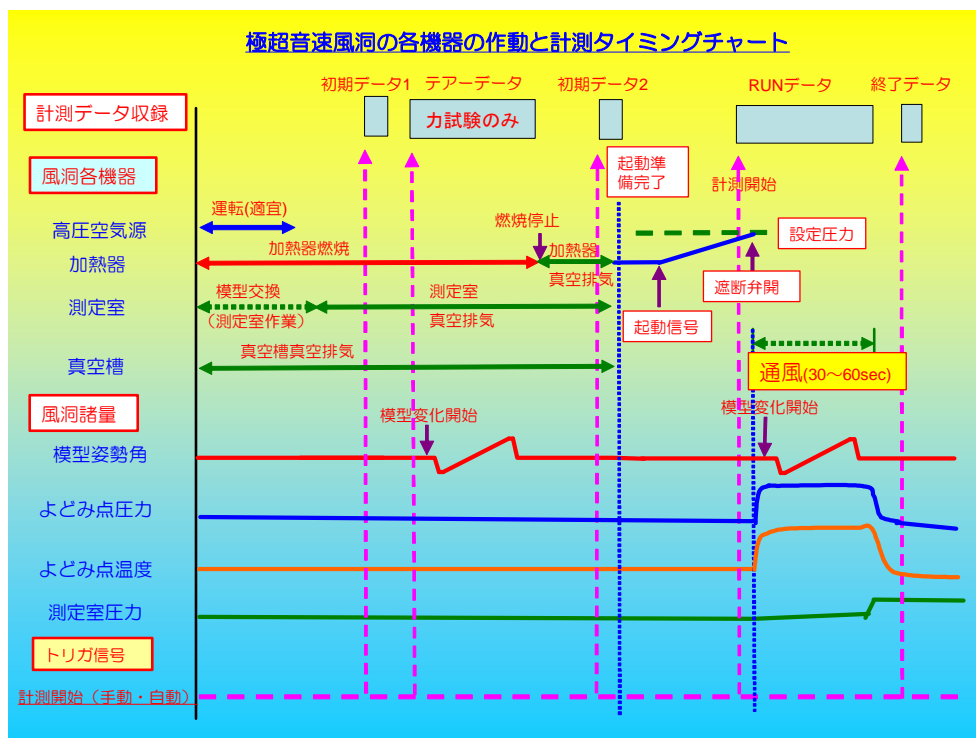 極超音速風洞の各機器の作動と計測タイミングチャート
初期データ1
テアーデータ
初期データ2
RUNデータ
終了データ
計測データ収録
力試験のみ
風洞各機器
起動準
備完了
計測開始
運転(適宜)
高圧空気源
燃焼停止
設定圧力
加熱器燃焼
加熱器
加熱器
真空排気
遮断弁開
模型交換
測定室
測定室
(測定室作業)
真空排気
起動信号
真空槽真空排気
真空槽
通風(30~60sec)
風洞諸量
模型変化開始
模型変化開始
模型姿勢角
よどみ点圧力
よどみ点温度
測定室圧力
トリガ信号
計測開始(手動・自動)